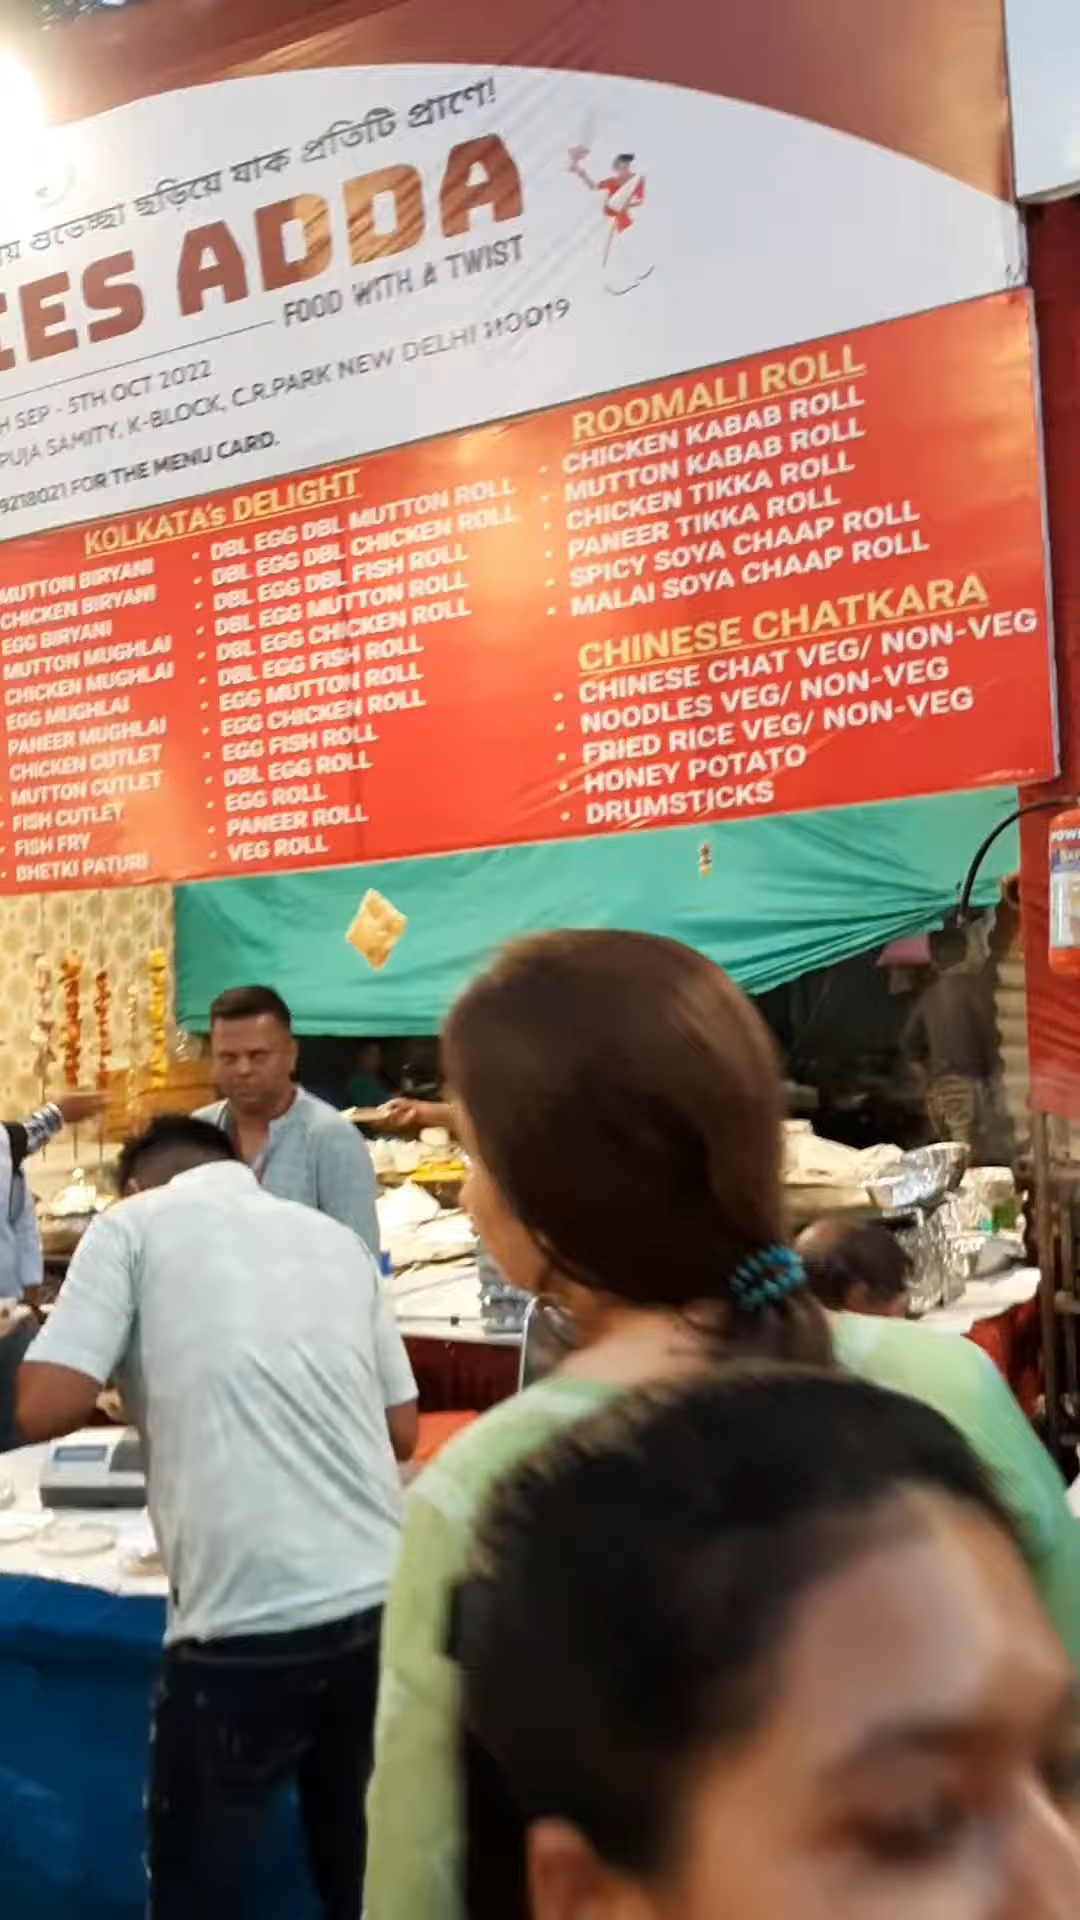 শুভেচ্ছা ছড়িয়ে যাক প্রতিটি প্রাণে!
IES ADDA
FOOD WITH A TWIST
H SEP - 5TH OCT 2022
PUJA SAMITY, K-BLOCK, C.R.PARK NEW DELHI 110019
9218021 FOR THE MENU CARD.
KOLKATA's DELIGHT
MUTTON BIRYANI
CHICKEN BIRYANI
EGG BIRYANI
MUTTON MUGHLAI
CHICKEN MUGHLAI
EGG MUGHLAI
PANEER MUGHLAI
CHICKEN CUTLET
• MUTTON CUTLET
• FISH CUTLEY
• FISH FRY
• BHETKI PATURI
• DBL EGG DBL MUTTON ROLL
• DBL EGG DBL CHICKEN ROLL
• DBL EGG DBL FISH ROLL
• DBL EGG MUTTON ROLL
• DBL EGG CHICKEN ROLL
• DBL EGG FISH ROLL
• EGG MUTTON ROLL
• EGG CHICKEN ROLL
• EGG FISH ROLL
• DBL EGG ROLL
• EGG ROLL
• PANEER ROLL
• VEG ROLL
ROOMALI ROLL
• CHICKEN KABAB ROLL
• MUTTON KABAB ROLL
• CHICKEN TIKKA ROLL
• PANEER TIKKA ROLL
• SPICY SOYA CHAAP ROLL
• MALAI SOYA CHAAP ROLL
CHINESE CHATKARA
• CHINESE CHAT VEG/ NON-VEG
• NOODLES VEG/ NON-VEG
• FRIED RICE VEG/ NON-VEG
• HONEY POTATO
• DRUMSTICKS